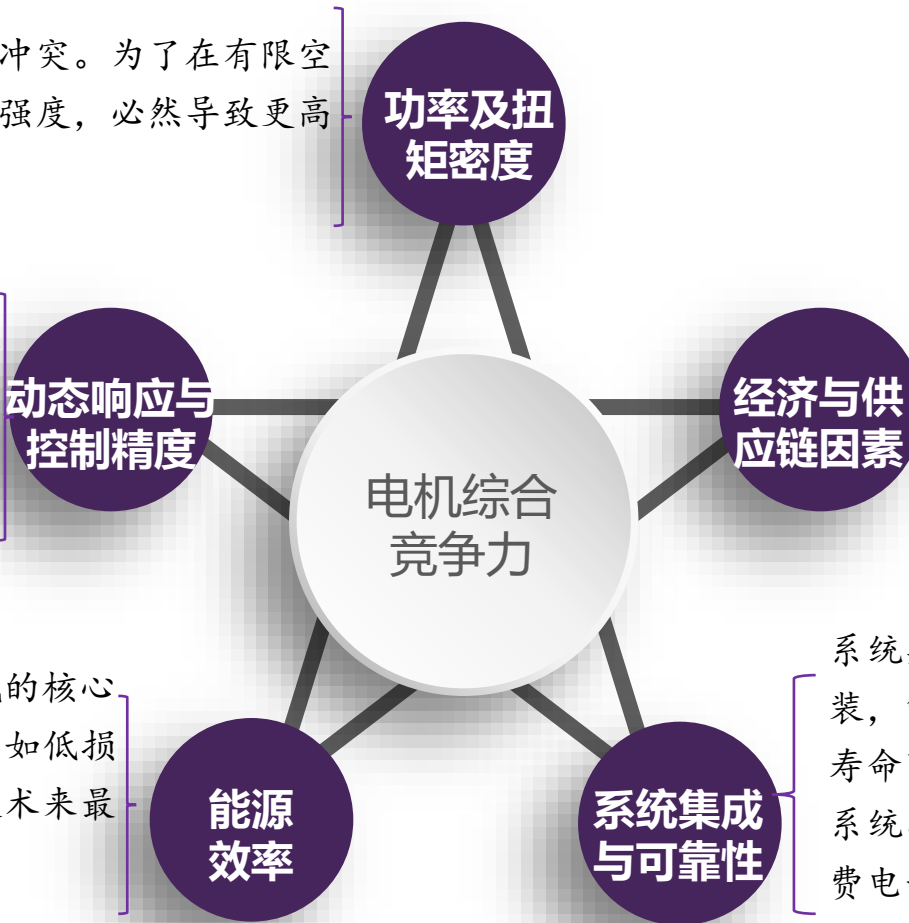 冲突。为了在有限空
强度，必然导致更高
功率及扭
矩密度
动态响应与
控制精度
经济与供
应链因素
电机综合
竞争力
的核心
如低损
术来最
能源
效率
系统集成
与可靠性
系统
装，
寿命
系统
费电